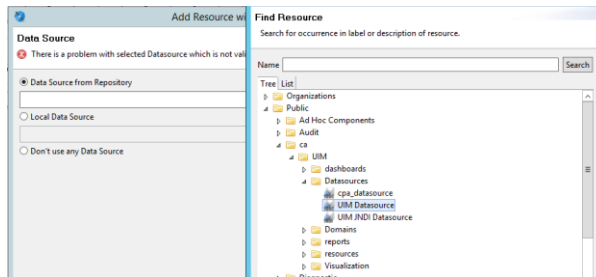 Add Resource wi
Data Source
There is a problem with selected Datasource which is not vali
Data Source from Repository
Local Data Source
Don't use any Data Source
Find Resource
Search for occurrence in label or description of resource.
Name
Search
Tree List
Organizations
Public
Ad Hoc Components
Audit
ca
UIM
dashboards
Datasources
cpa_datasource
UIM Datasource
UIM JNDI Datasource
Domains
reports
resources
Visualization